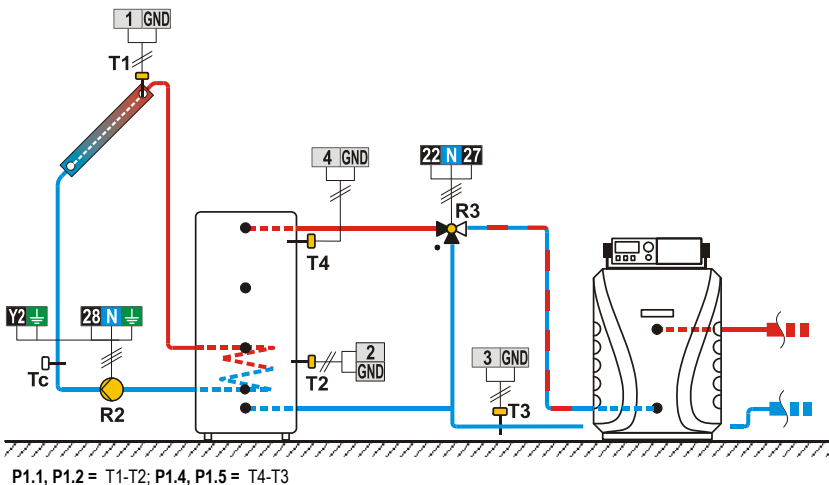 1 GND
T1
4 GND
22 N 27
R3
T4
Y2
28 N
2
GND
3 GND
Tc
T2
R2
T3
P1.1, P1.2 = T1-T2; P1.4, P1.5 = T4-T3